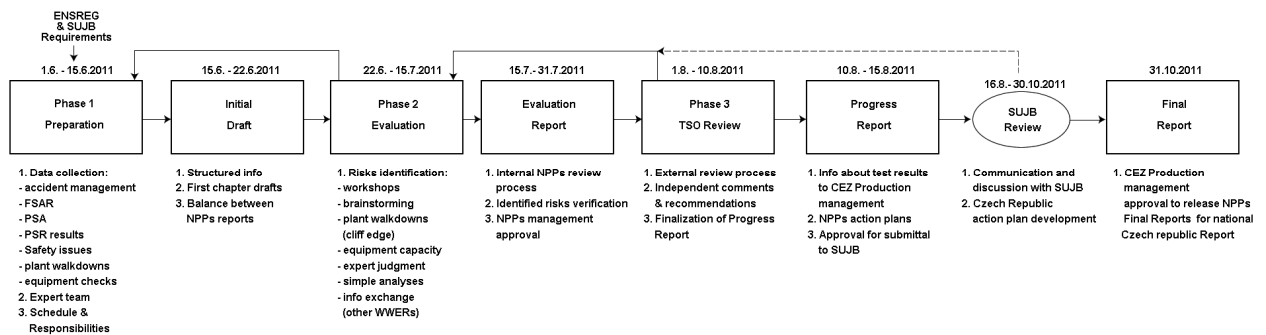 ENSREG
& SUJB
Requirements
1.6. - 15.6.2011
Phase 1
Preparation
1. Data collection:
- accident management
- FSAR
- PSA
- PSR results
- Safety issues
- plant walkdowns
- equipment checks
2. Expert team
3. Schedule &
Responsibilities
15.6. - 22.6.2011
Initial
Draft
1. Structured info
2. First chapter drafts
3. Balance between
NPPs reports
22.6. - 15.7.2011
Phase 2
Evaluation
1. Risks identification:
- workshops
- brainstorming
- plant walkdowns
(cliff edge)
- equipment capacity
- expert judgment
- simple analyses
- info exchange
(other WWERs)
15.7.- 31.7.2011
Evaluation
Report
1. Internal NPPs review
process
2. Identified risks verification
3. NPPs management
approval
1.8. - 10.8.2011
Phase 3
TSO Review
1. External review process
2. Independent comments
& recommendations
3. Finalization of Progress
Report
10.8. - 15.8.2011
Progress
Report
1. Info about test results
to CEZ Production
management
2. NPPs action plans
3. Approval for submittal
to SUJB
16.8.- 30.10.2011
SUJB
Review
1. Communication and
discussion with SUJB
2. Czech Republic
action plan development
31.10.2011
Final
Report
1. CEZ Production
management
approval to release NPPs
Final Reports for national
Czech republic Report